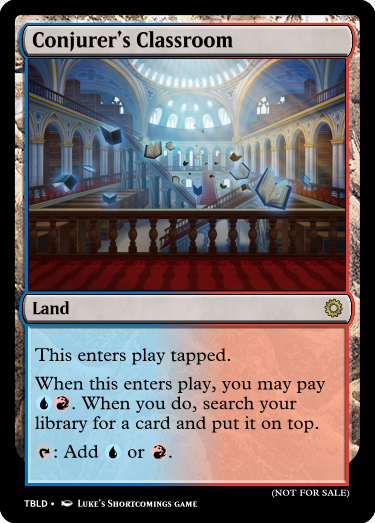 Conjurer's Classroom
Land
This enters play tapped.
When this enters play, you may pay
. When you do, search your
library for a card and put it on top.
: Add or .
(NOT FOR SALE)
TBLD • Luke's Shortcomings game